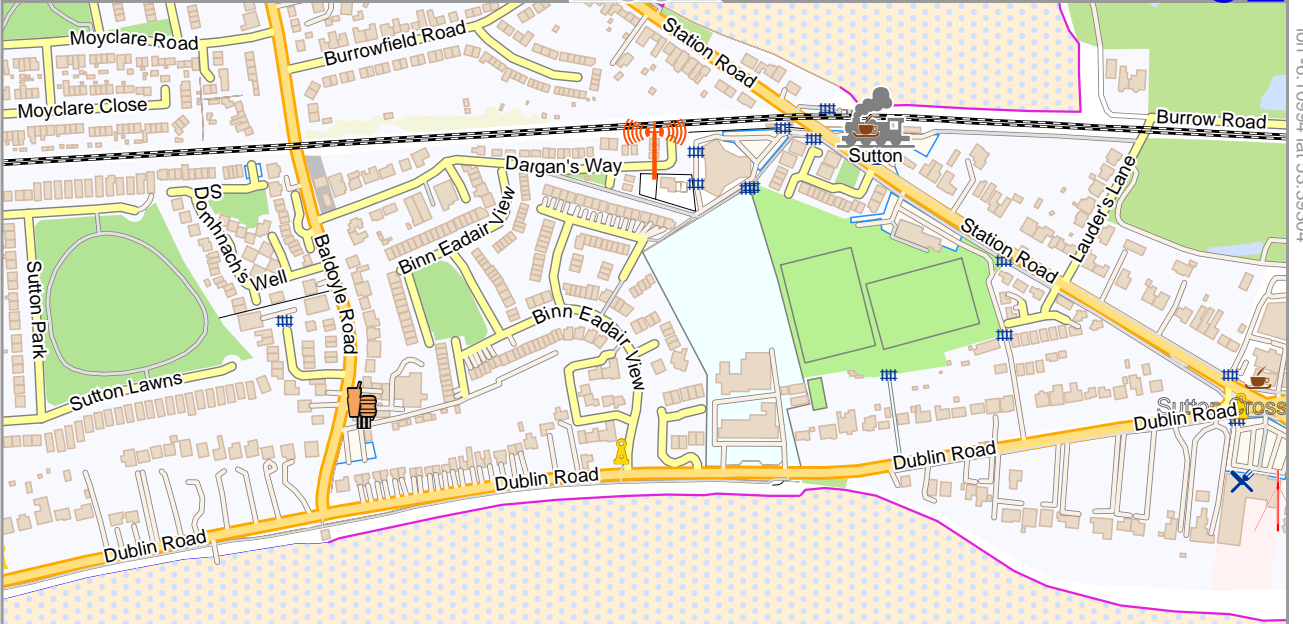 Station Road
Burrowfield Road
Moyclare Road
Moyclare Close
Burrow Road
Sutton
Dargan's Way
Lauder's Lane
DS
Domhnach's
Well
Binn Eadair View
Station Road
Baldoyle Road
Sutton Park
Binn Eadair View
Sutton Lawns
Sutton Cross
Dublin Road
Dublin Road
Dublin Road
Dublin Road